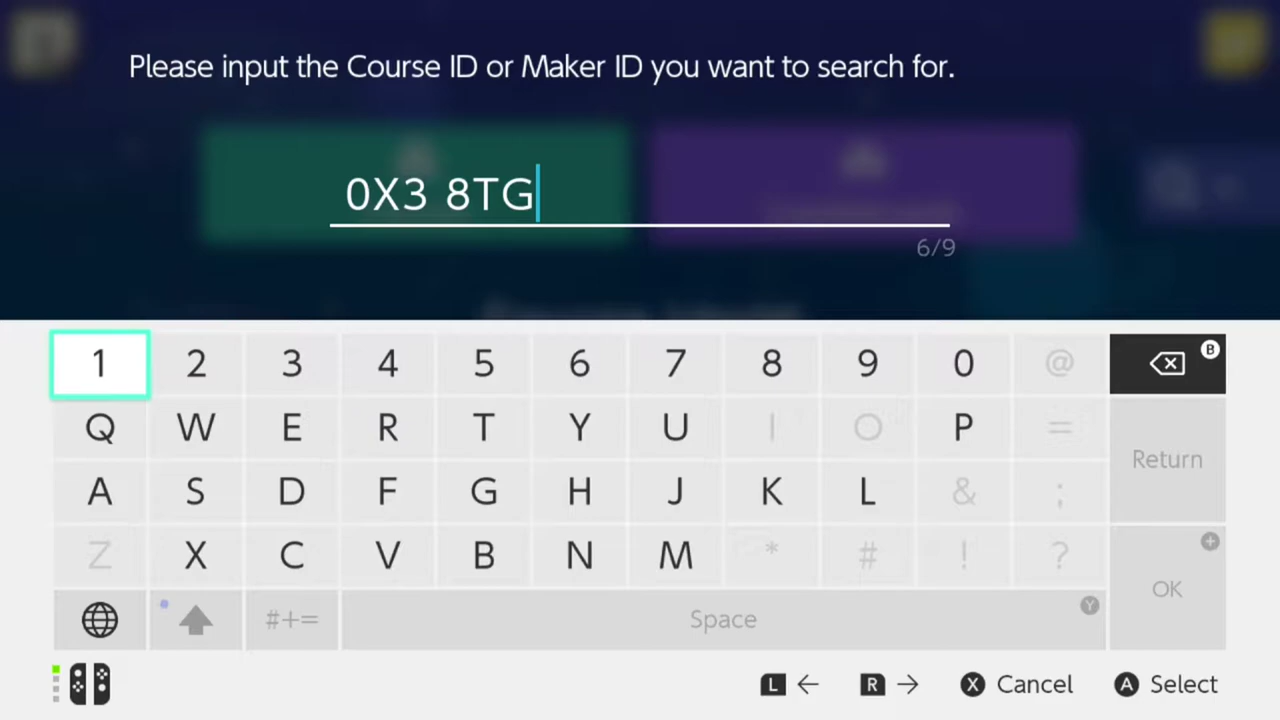 Please input the Course ID or Maker ID you want to search for.
0X3 8TG
6/9
1 2 3 4 5 6 7 8 9 0 @ B
Q W E R T Y U I O P =
Return
A S D F G H J K L & ;
Z X C V B N M * # ! ? +
OK
#+= Space Y
L ← R → X Cancel A Select